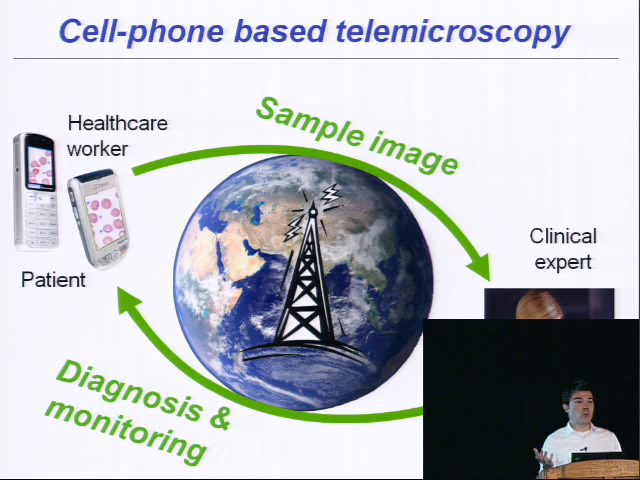 Cell-phone based telemicroscopy
Healthcare
worker
Sample image
Clinical
expert
Patient
Diagnosis &
monitoring